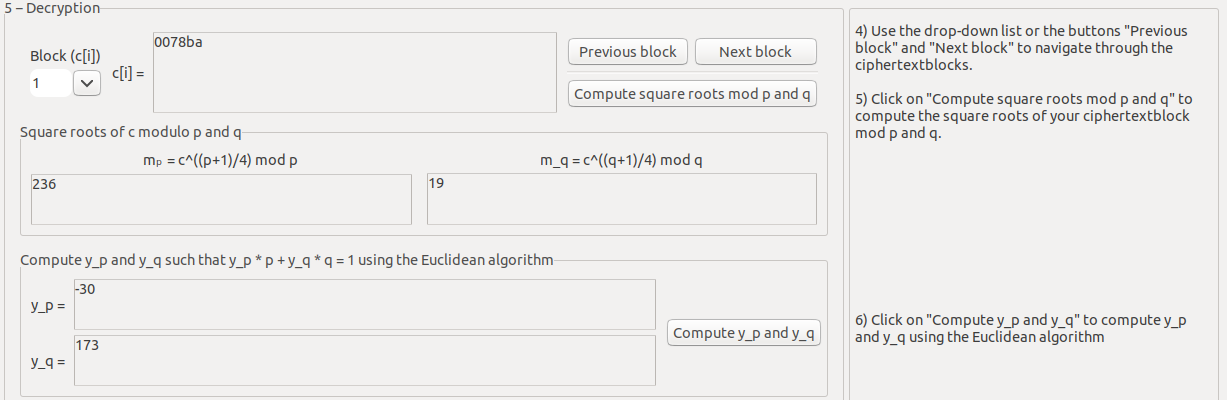 5 – Decryption
Block (c[i])
1
c[i] =
0078ba
Previous block
Next block
Compute square roots mod p and q
Square roots of c modulo p and q
mₚ = c^((p+1)/4) mod p
m_q = c^((q+1)/4) mod q
236
19
Compute y_p and y_q such that y_p * p + y_q * q = 1 using the Euclidean algorithm
y_p =
-30
y_q =
173
Compute y_p and y_q
4) Use the drop-down list or the buttons "Previous
block" and "Next block" to navigate through the
ciphertextblocks.
5) Click on "Compute square roots mod p and q" to
compute the square roots of your ciphertextblock
mod p and q.
6) Click on "Compute y_p and y_q" to compute y_p
and y_q using the Euclidean algorithm